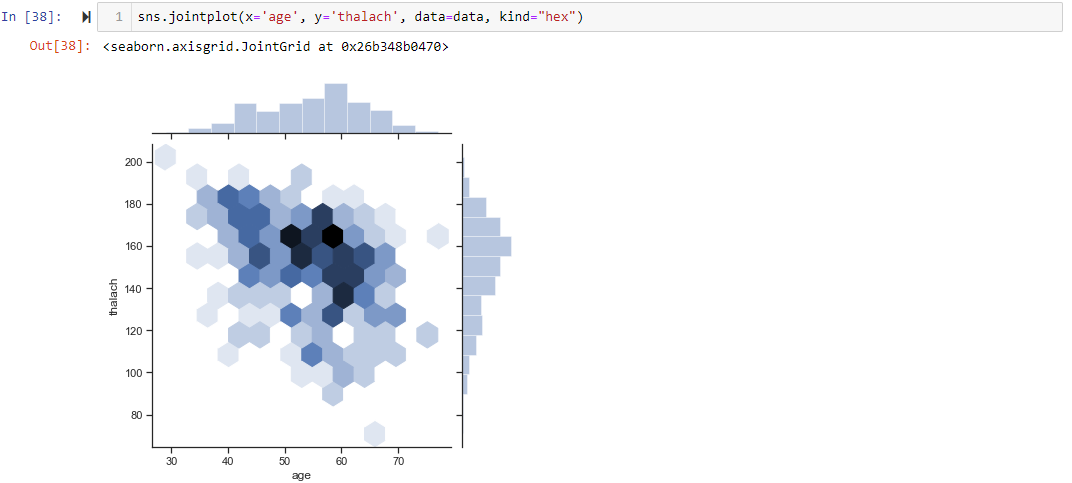 In [38]: 1 sns.jointplot(x='age', y='thalach', data=data, kind="hex")
Out[38]: <seaborn.axisgrid.JointGrid at 0x26b348b0470>
200
180
160
140
120
100
80
thalach
30 40 50 60 70
age